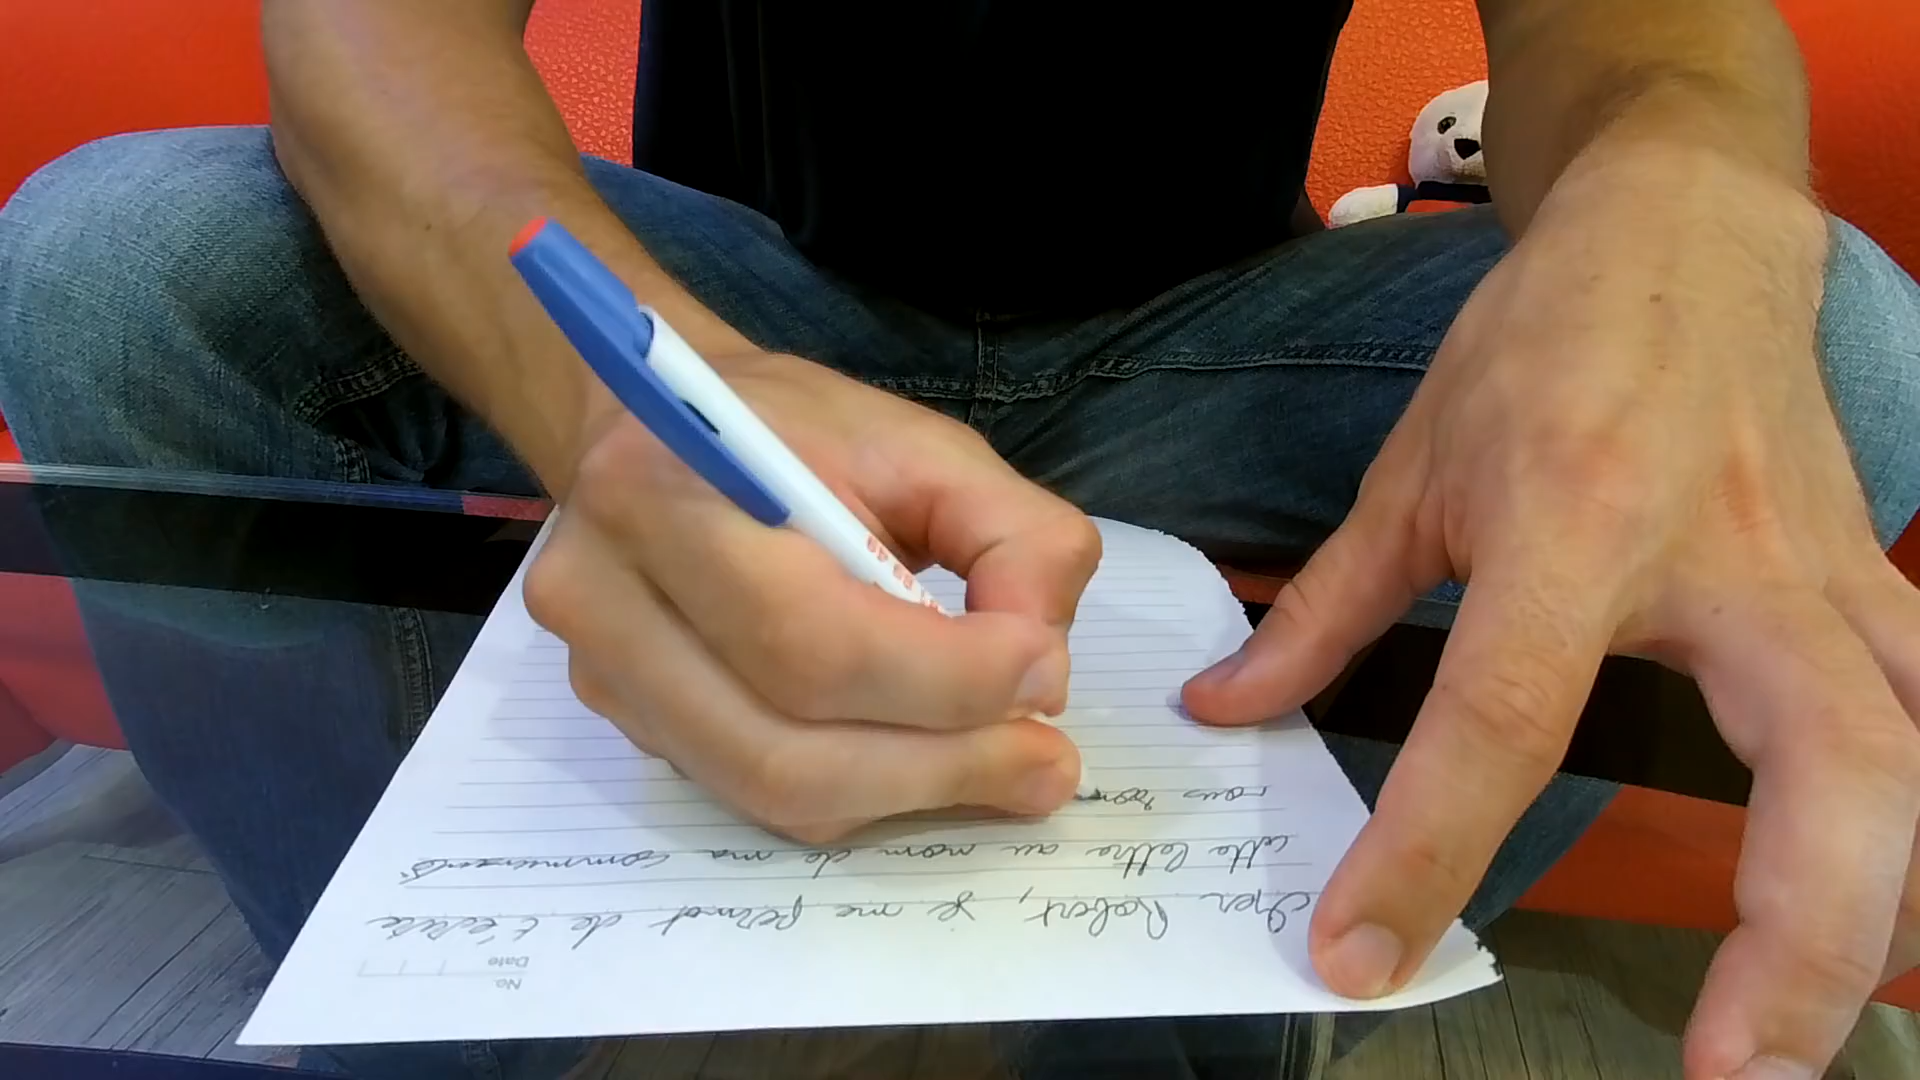 No.
Date
Cher Robert, je me permet de t'écrire
cette lettre au nom de ma communauté.
nous